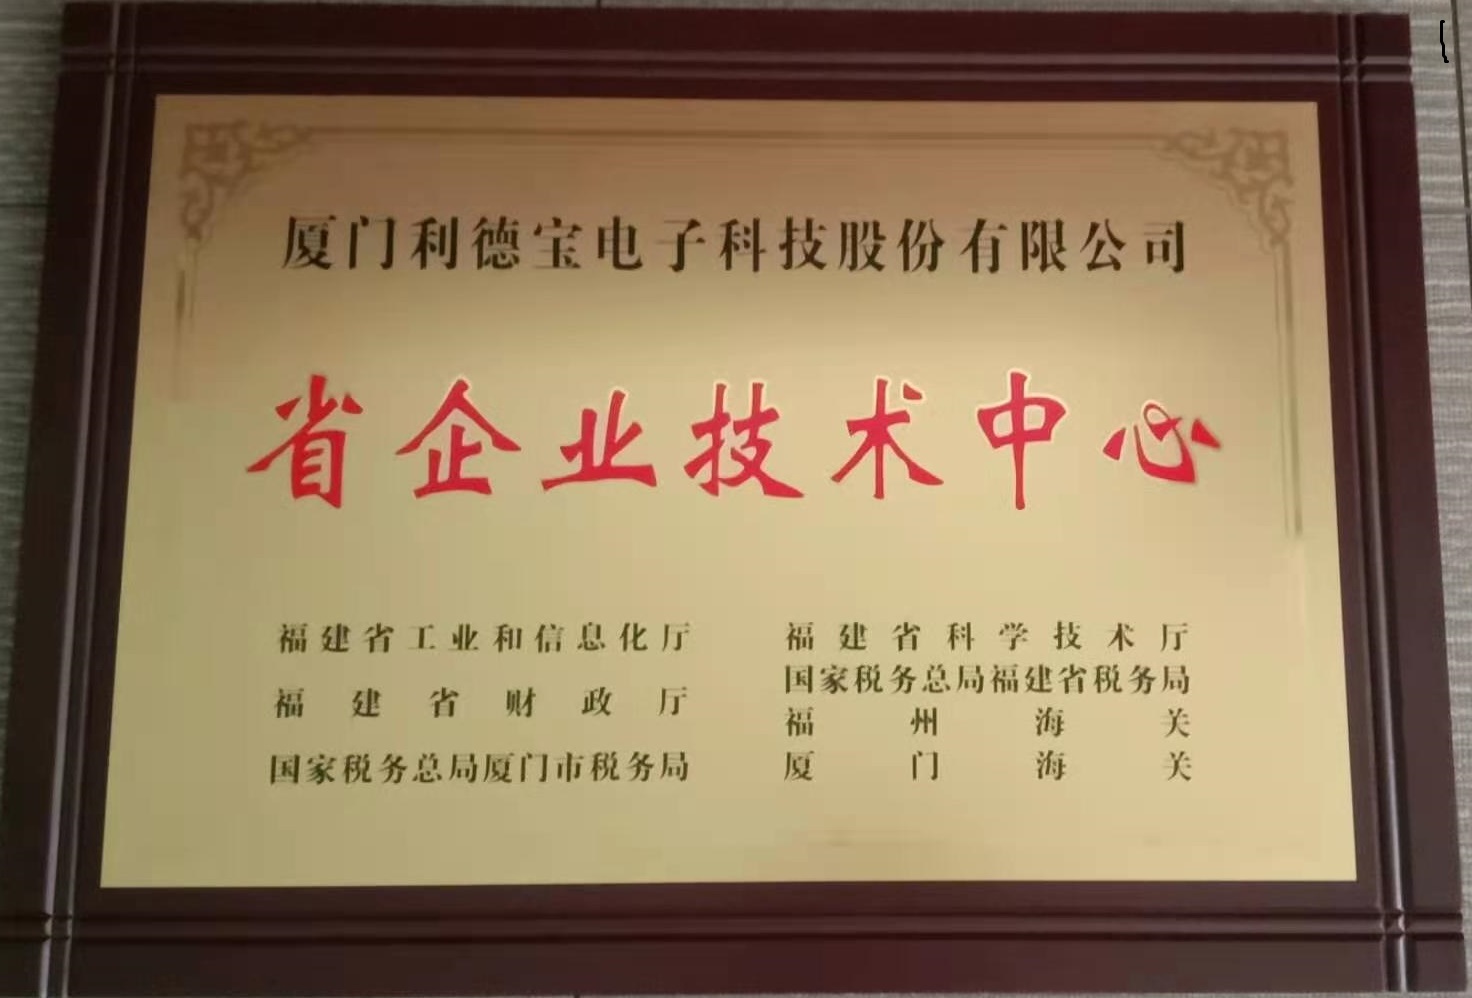 厦门利德宝电子科技股份有限公司
省企业技术中心
福建省工业和信息化厅
福建省财政厅
国家税务总局厦门市税务局
福建省科学技术厅
国家税务总局福建省税务局
福州海关
厦门海关